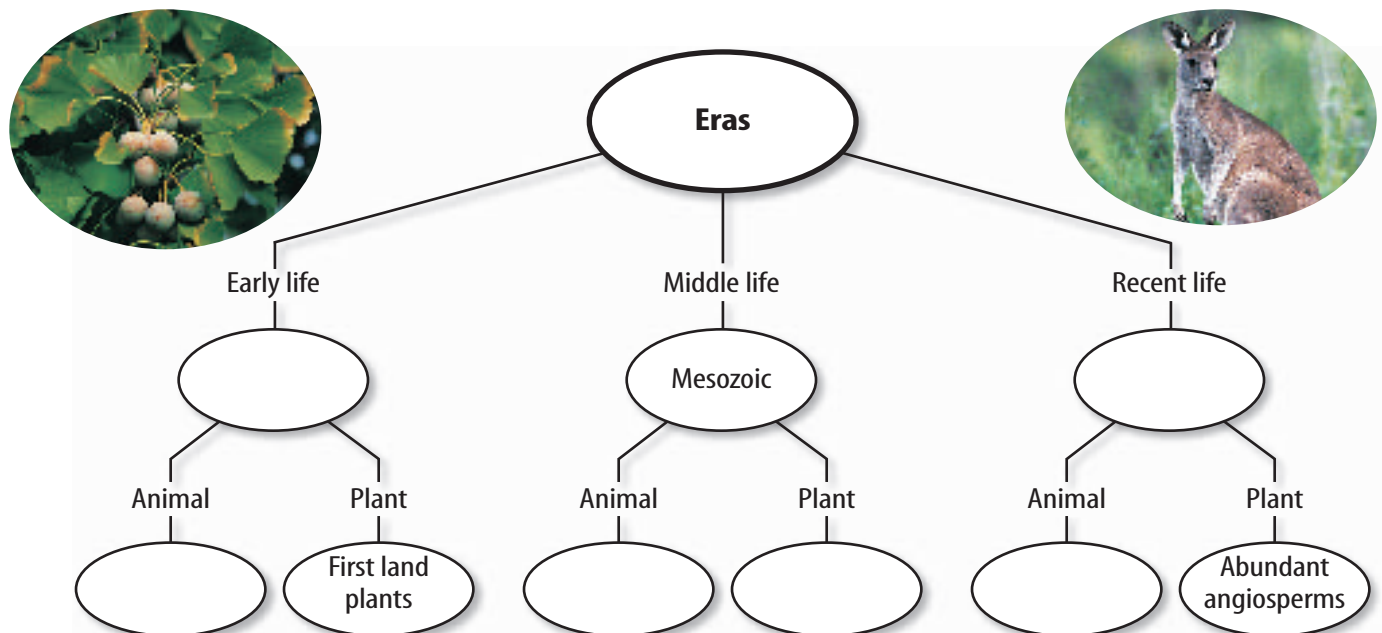 Eras
Early life
Middle life
Recent life
Mesozoic
Animal
Plant
Animal
Plant
Animal
Plant
First land
plants
Abundant
angiosperms